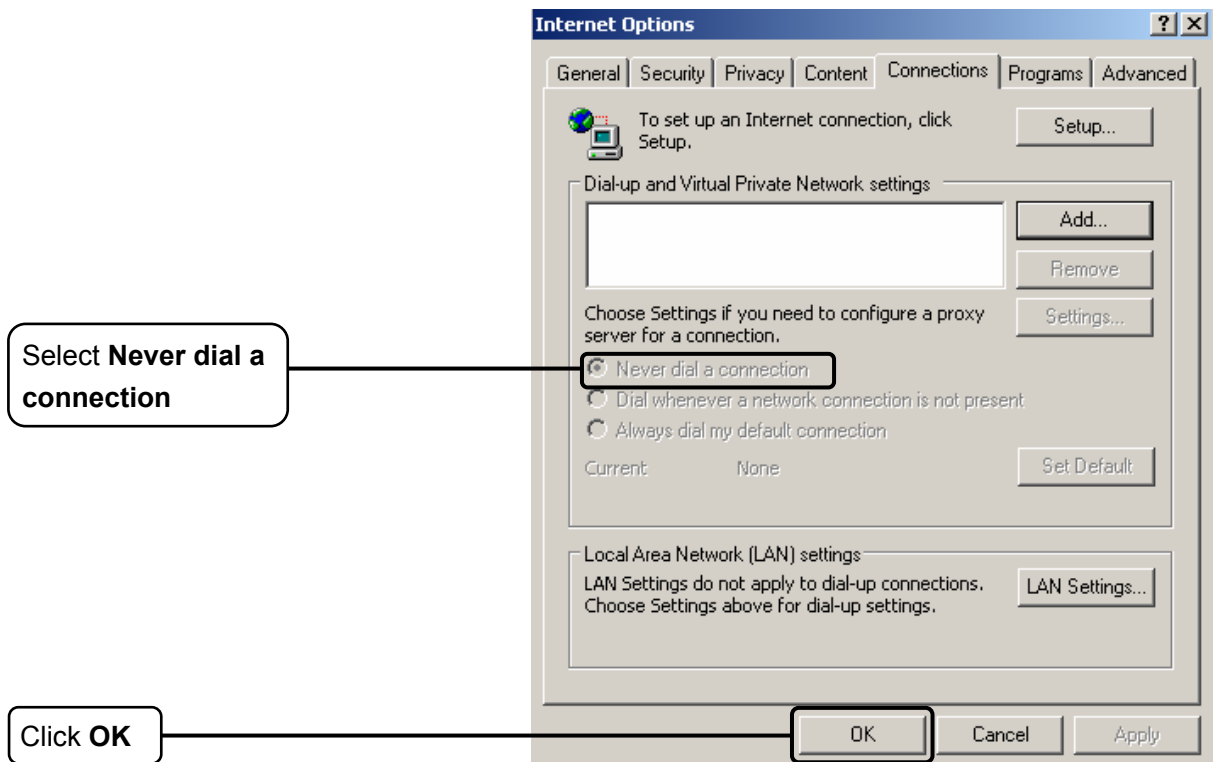 Internet Options
General Security Privacy Content Connections Programs Advanced
To set up an Internet connection, click
Setup.
Setup...
Dial-up and Virtual Private Network settings
Add...
Remove
Choose Settings if you need to configure a proxy
server for a connection.
Settings...
Select Never dial a
connection
Never dial a connection
Dial whenever a network connection is not present
Always dial my default connection
Current None
Set Default
Local Area Network (LAN) settings
LAN Settings do not apply to dial-up connections.
Choose Settings above for dial-up settings.
LAN Settings...
Click OK
OK Cancel Apply